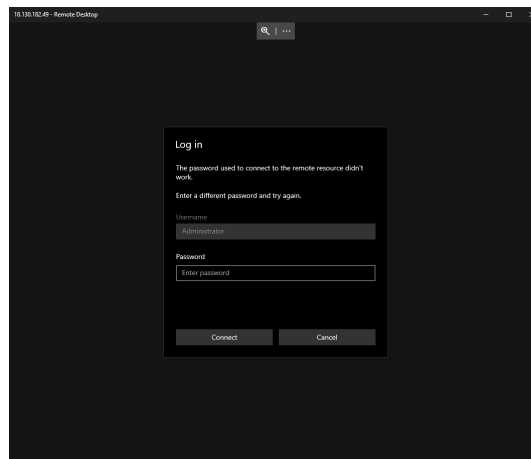 18.130.182.49 - Remote Desktop
Log in
The password used to connect to the remote resource didn't
work.
Enter a different password and try again.
Username
Administrator
Password
Enter password
Connect Cancel